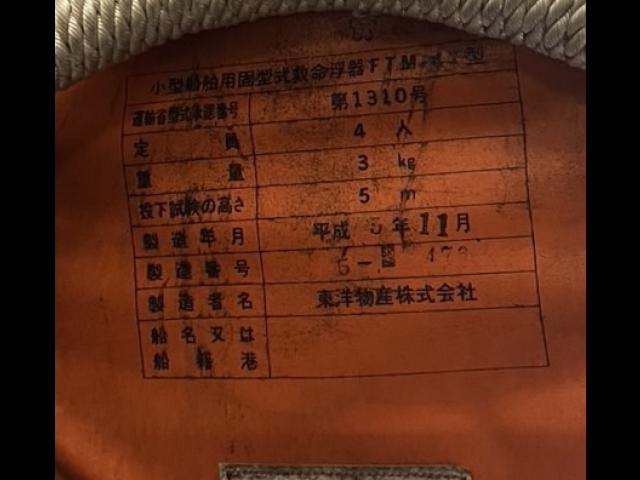 小型船舶用固型式救命浮器FTM 型
運輸省型式承認番号 第1310号
定員 4人
重量 3kg
投下試験の高さ 5m
製造年月 平成 年11月
製造番号
製造者名 東洋物産株式会社
船名又は
船籍港